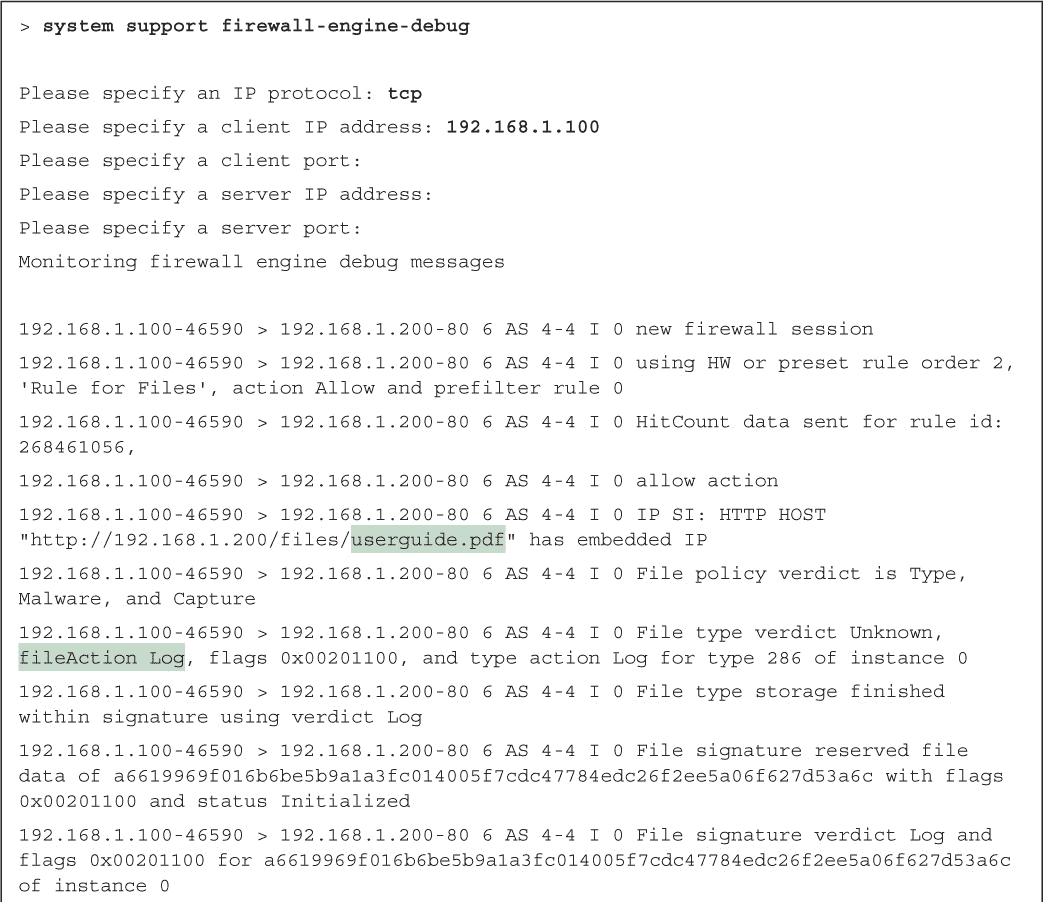 > system support firewall-engine-debug
Please specify an IP protocol: tcp
Please specify a client IP address: 192.168.1.100
Please specify a client port:
Please specify a server IP address:
Please specify a server port:
Monitoring firewall engine debug messages
192.168.1.100-46590 > 192.168.1.200-80 6 AS 4-4 I 0 new firewall session
192.168.1.100-46590 > 192.168.1.200-80 6 AS 4-4 I 0 using HW or preset rule order 2,
'Rule for Files', action Allow and prefilter rule 0
192.168.1.100-46590 > 192.168.1.200-80 6 AS 4-4 I 0 HitCount data sent for rule id:
268461056,
192.168.1.100-46590 > 192.168.1.200-80 6 AS 4-4 I 0 allow action
192.168.1.100-46590 > 192.168.1.200-80 6 AS 4-4 I 0 IP SI: HTTP HOST
"http://192.168.1.200/files/userguide.pdf" has embedded IP
192.168.1.100-46590 > 192.168.1.200-80 6 AS 4-4 I 0 File policy verdict is Type,
Malware, and Capture
192.168.1.100-46590 > 192.168.1.200-80 6 AS 4-4 I 0 File type verdict Unknown,
fileAction Log, flags 0x00201100, and type action Log for type 286 of instance 0
192.168.1.100-46590 > 192.168.1.200-80 6 AS 4-4 I 0 File type storage finished
within signature using verdict Log
192.168.1.100-46590 > 192.168.1.200-80 6 AS 4-4 I 0 File signature reserved file
data of a6619969f016b6be5b9a1a3fc014005f7cdc47784edc26f2ee5a06f627d53a6c with flags
0x00201100 and status Initialized
192.168.1.100-46590 > 192.168.1.200-80 6 AS 4-4 I 0 File signature verdict Log and
flags 0x00201100 for a6619969f016b6be5b9a1a3fc014005f7cdc47784edc26f2ee5a06f627d53a6c
of instance 0